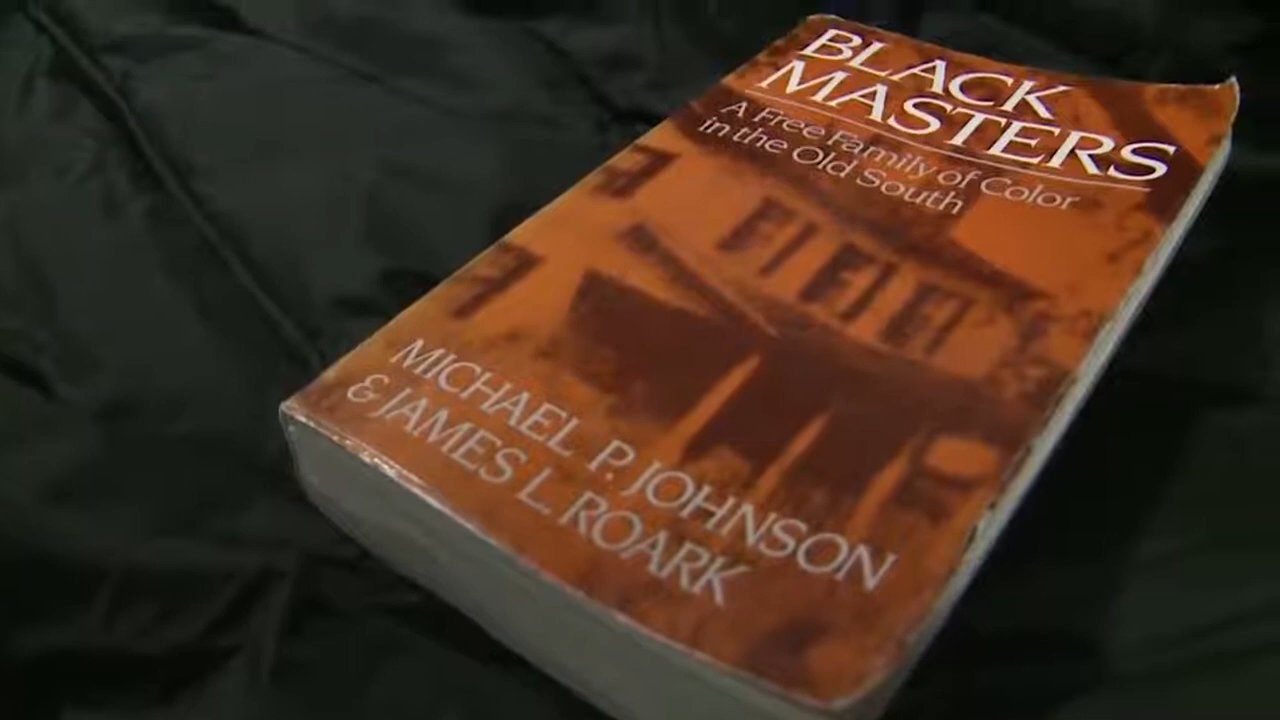 BLACK
MASTERS
A Free Family of Color
in the Old South
MICHAEL P. JOHNSON
& JAMES L. ROARK